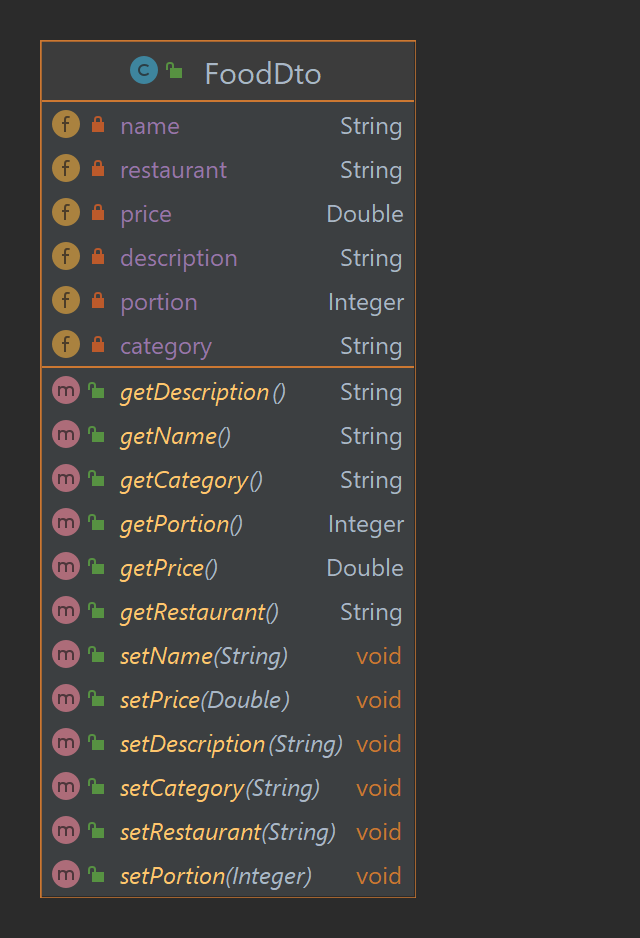 C FoodDto
f name String
f restaurant String
f price Double
f description String
f portion Integer
f category String
m getDescription() String
m getName() String
m getCategory() String
m getPortion() Integer
m getPrice() Double
m getRestaurant() String
m setName(String) void
m setPrice(Double) void
m setDescription(String) void
m setCategory(String) void
m setRestaurant(String) void
m setPortion(Integer) void